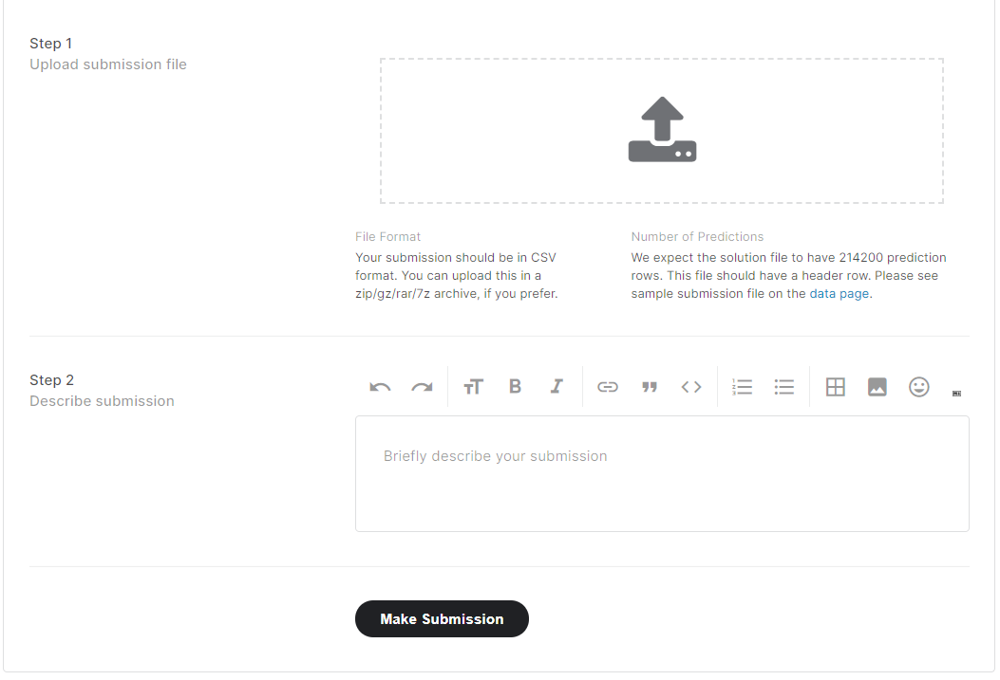 Step 1
Upload submission file
File Format
Your submission should be in CSV
format. You can upload this in a
zip/gz/rar/7z archive, if you prefer.
Number of Predictions
We expect the solution file to have 214200 prediction
rows. This file should have a header row. Please see
sample submission file on the data page.
Step 2
Describe submission
Briefly describe your submission
Make Submission